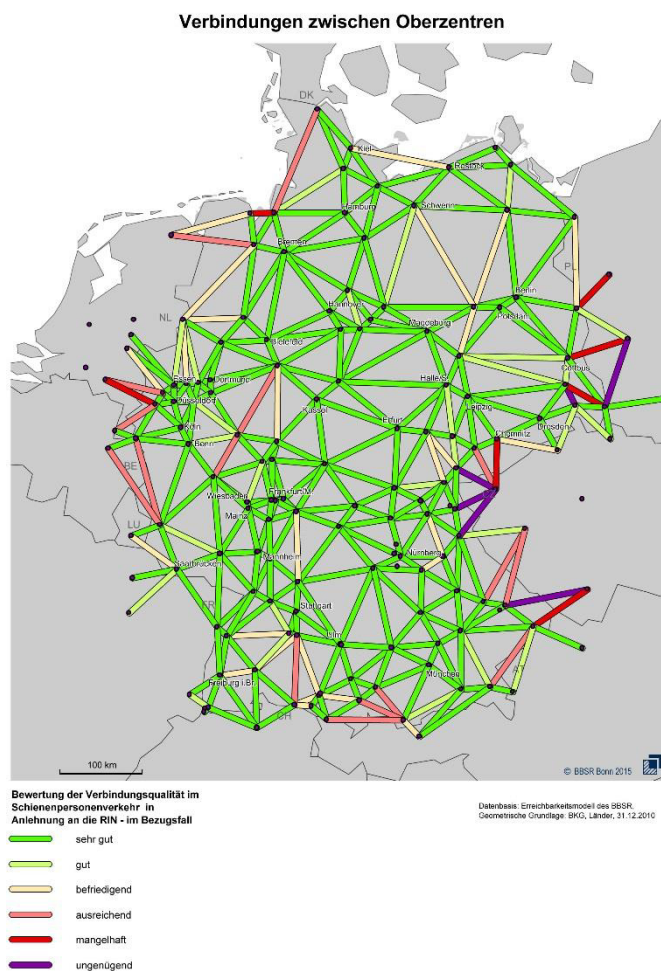 Verbindungen zwischen Oberzentren
DK
Kiel
Rostock
Hamburg
Schwerin
Bremen
PL
Berlin
NL
Hannover
Potsdam
Magdeburg
Bielefeld
Essen
Dortmund
Cottbus
Halle/S.
Düsseldorf
Leipzig
Kassel
Köln
Erfurt
Dresden
Chemnitz
Bonn
BE
Wiesbaden
Frankfurt/M.
Mainz
LU
Nürnberg
Mannheim
Saarbrücken
FR
Stuttgart
Ulm
München
AT
Freiburg i.Br.
CH
100 km
© BBSR Bonn 2015
Bewertung der Verbindungsqualität im
Schienenpersonenverkehr in
Anlehnung an die RIN - im Bezugsfall
Datenbasis: Erreichbarkeitsmodell des BBSR.
Geometrische Grundlage: BKG, Länder, 31.12.2010
sehr gut
gut
befriedigend
ausreichend
mangelhaft
ungenügend